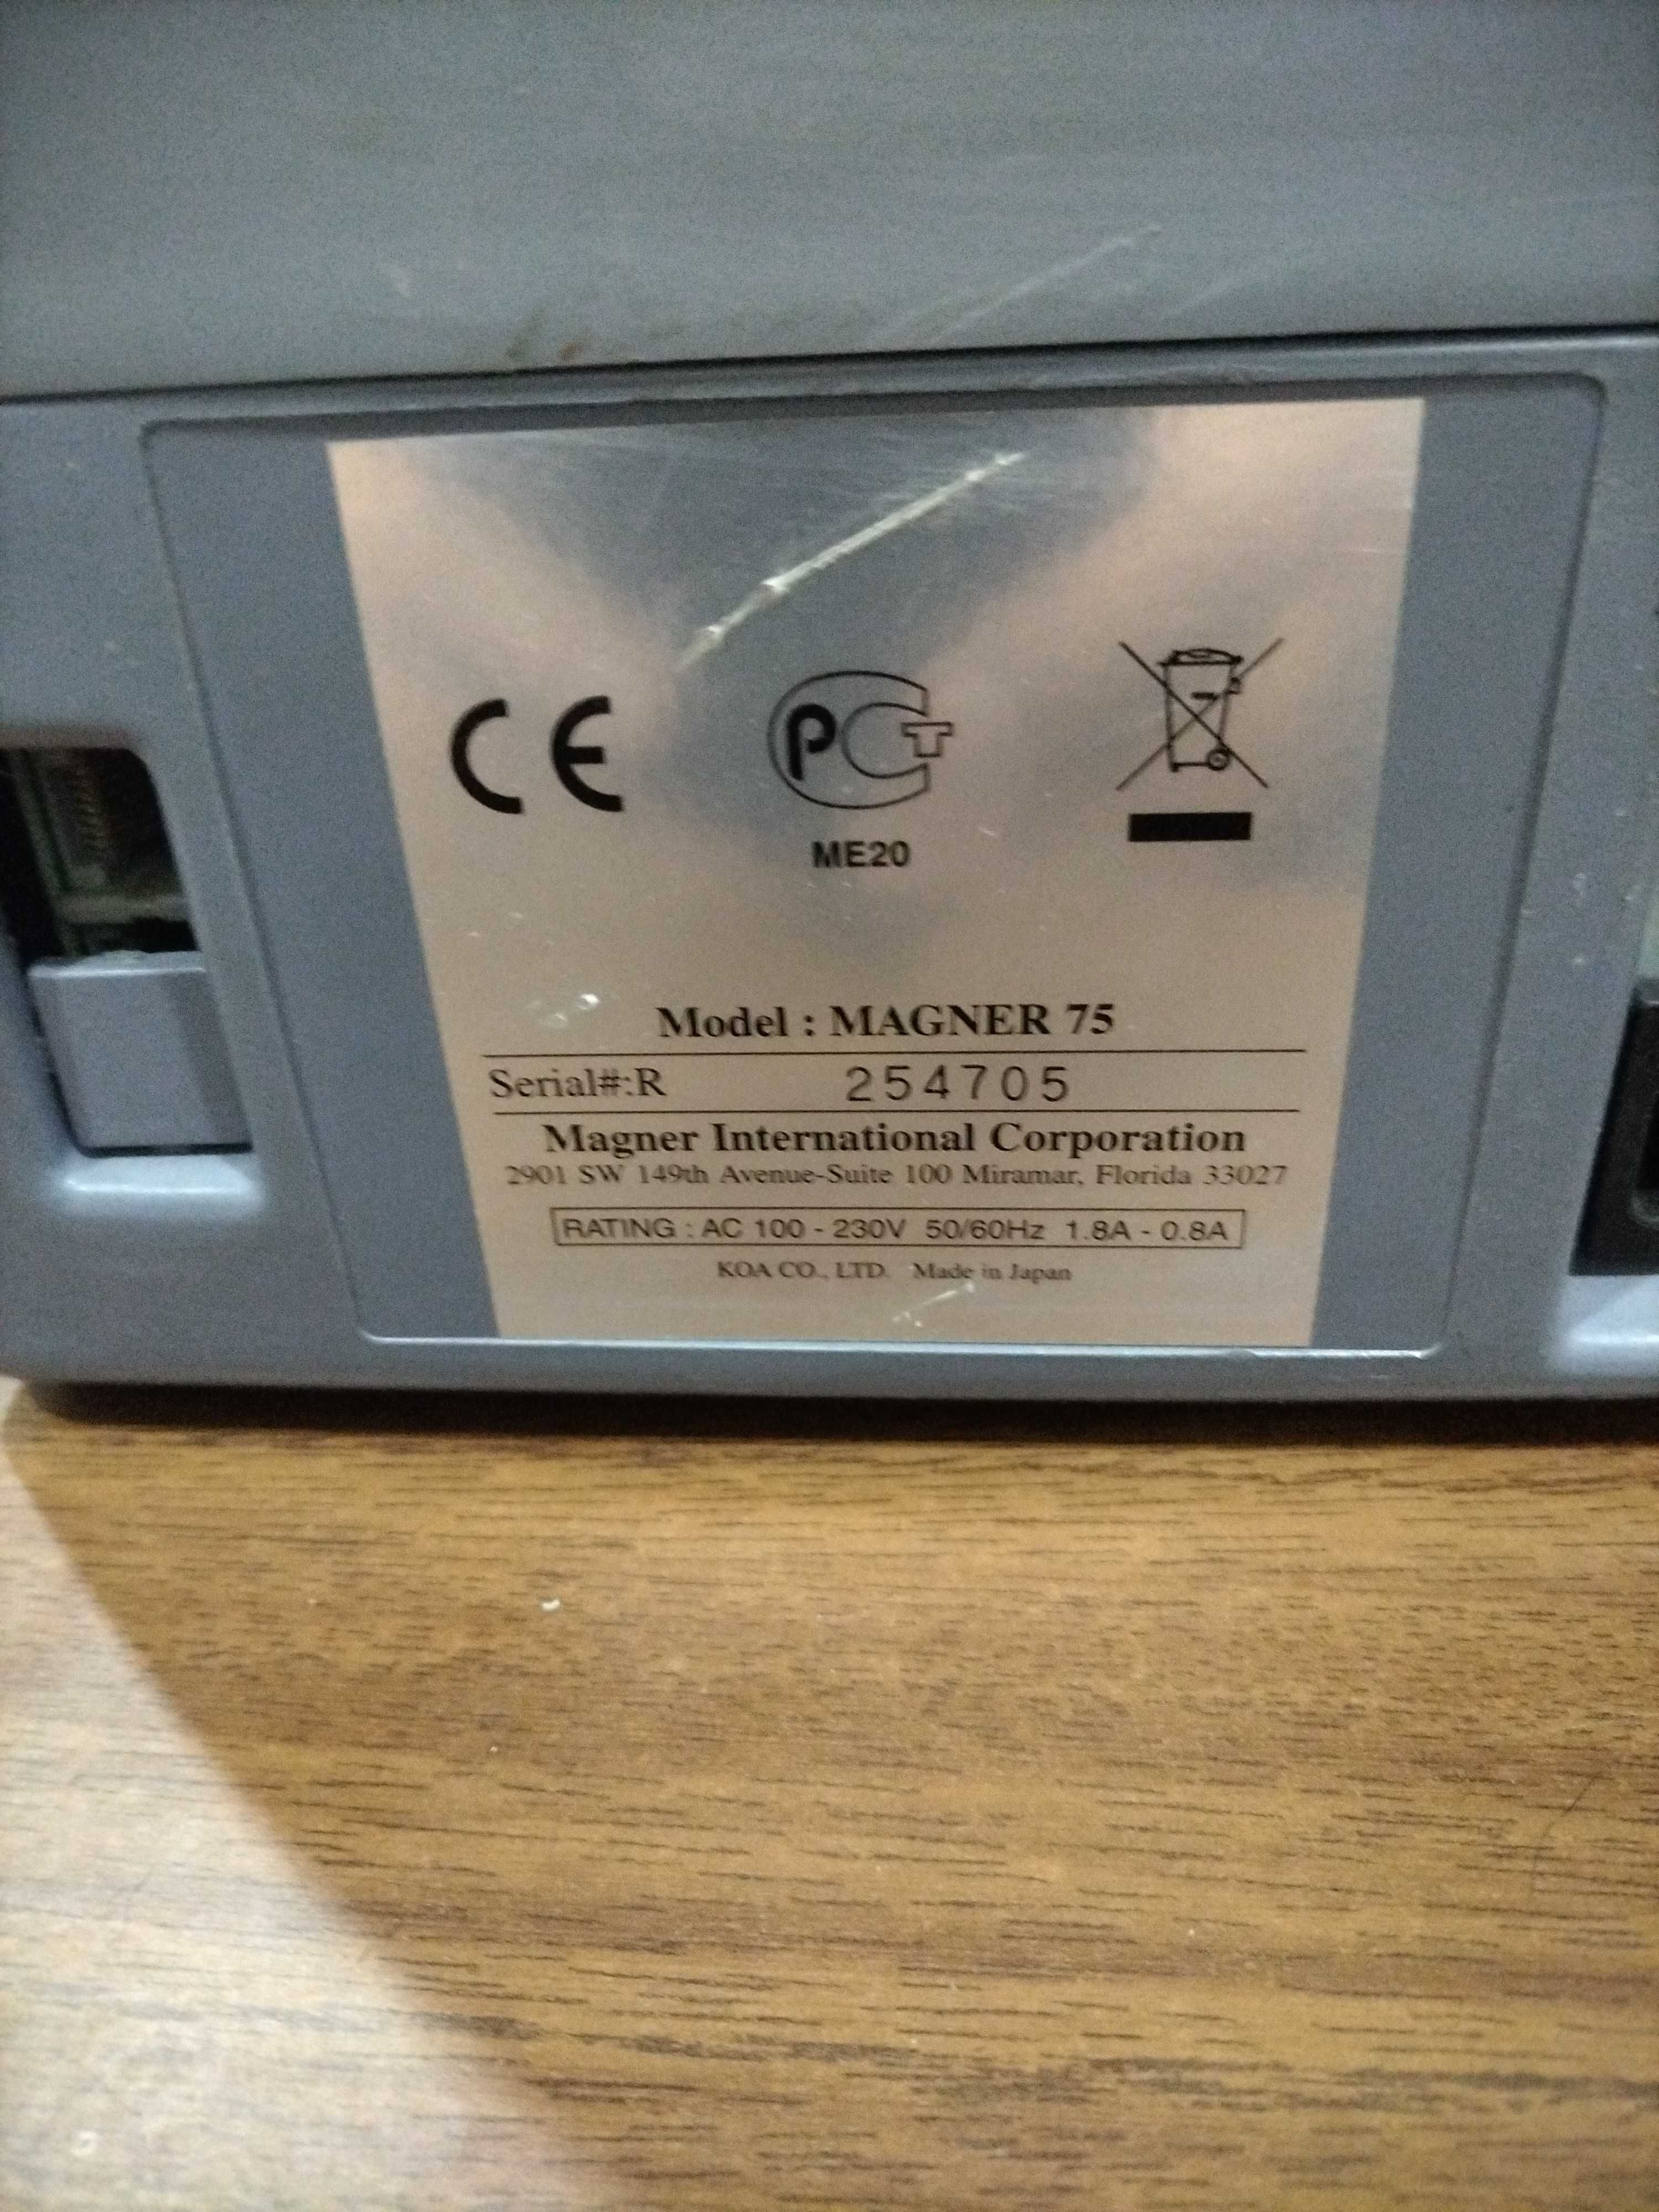 CE
РСТ
ME20
Model : MAGNER 75
Serial#:R 254705
Magner International Corporation
2901 SW 149th Avenue-Suite 100 Miramar, Florida 33027
RATING : AC 100 - 230V 50/60Hz 1.8A - 0.8A
KOA CO., LTD. Made in Japan